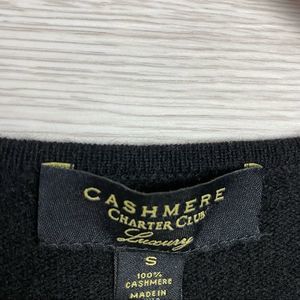 CASHMERE
CHARTER CLUB
Luxury
S
100%
CASHMERE
MADE IN